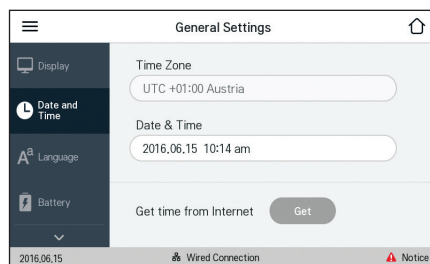 General Settings
Display
Date and
Time
Language
Battery
Time Zone
UTC +01:00 Austria
Date & Time
2016.06.15 10:14 am
Get time from Internet
Get
2016.06.15
Wired Connection
Notice